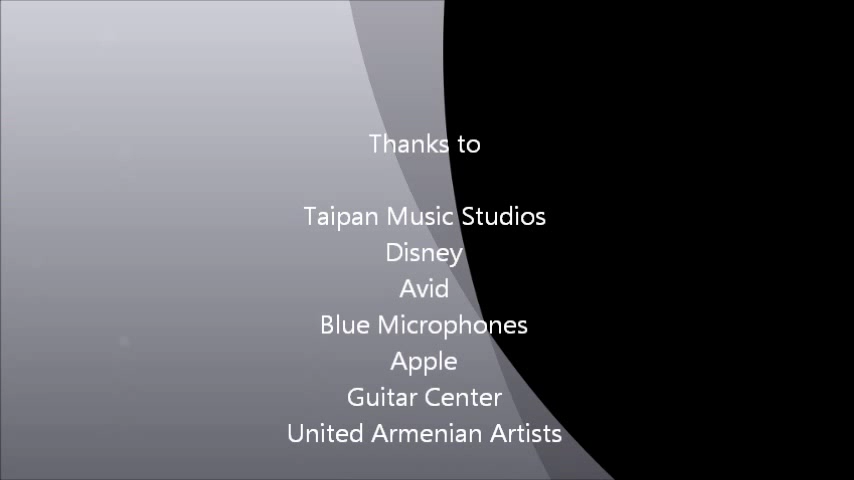 Thanks to
Taipan Music Studios
Disney
Avid
Blue Microphones
Apple
Guitar Center
United Armenian Artists